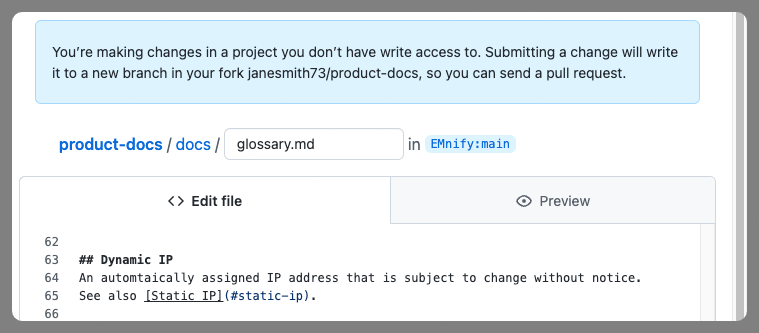 You’re making changes in a project you don’t have write access to. Submitting a change will write
it to a new branch in your fork janesmith73/product-docs, so you can send a pull request.
product-docs / docs / glossary.md in EMnify:main
<> Edit file Preview
62
63 ## Dynamic IP
64 An automtaically assigned IP address that is subject to change without notice.
65 See also [Static IP](#static-ip).
66